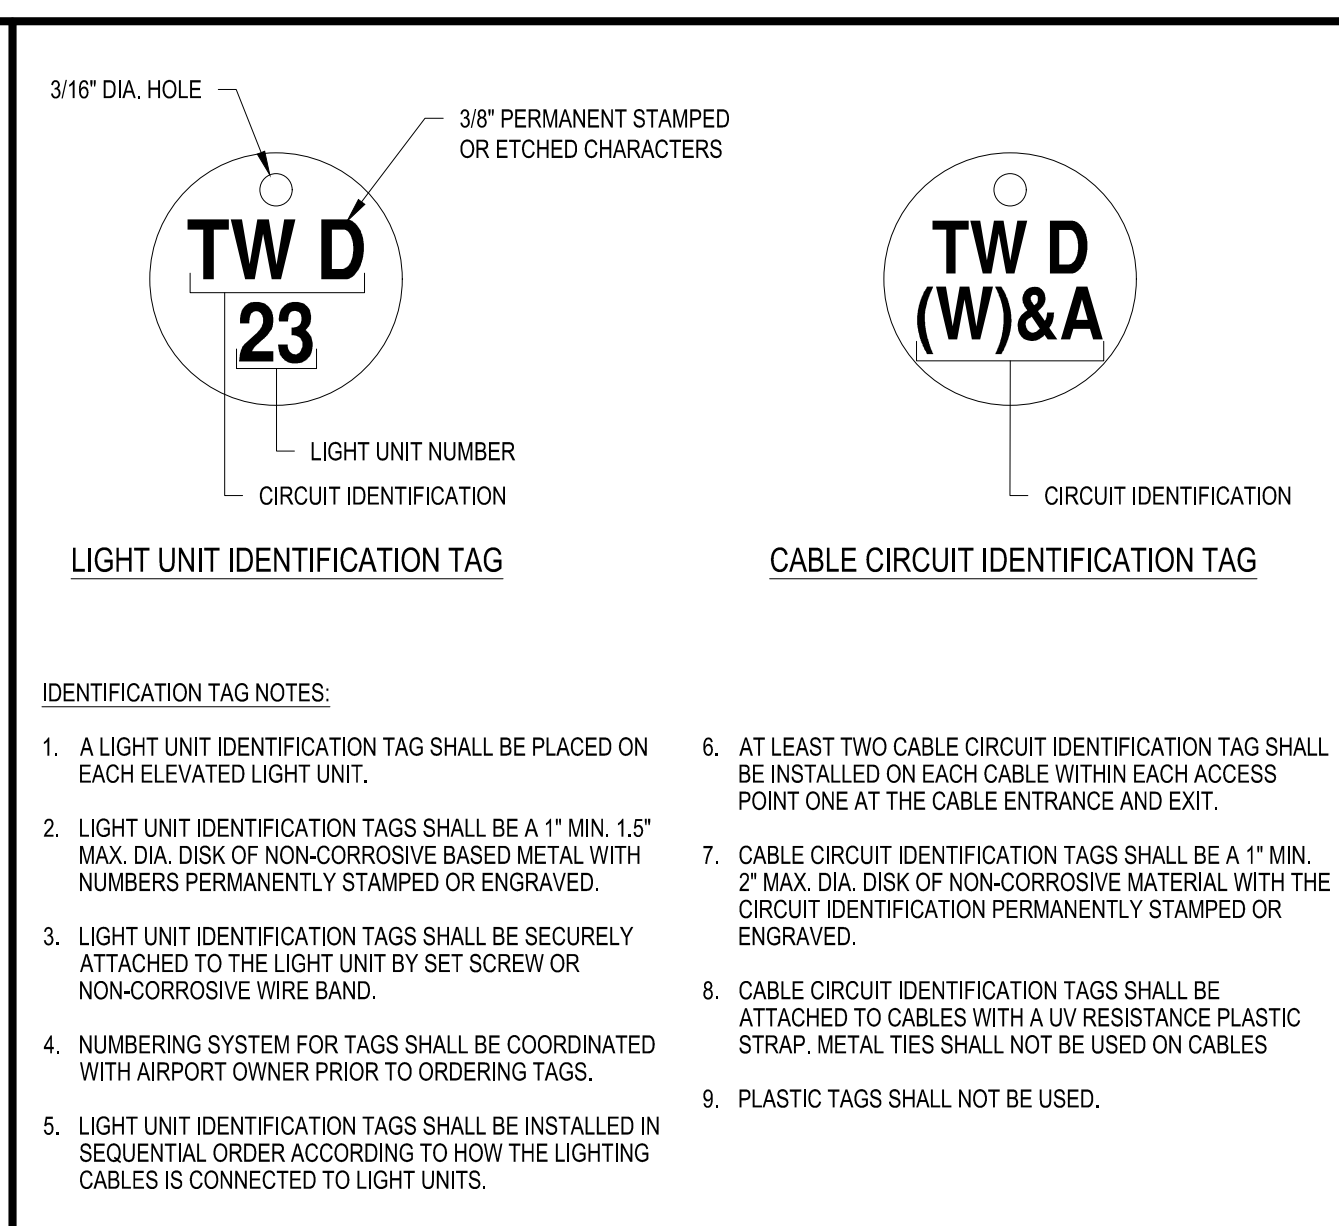 3/16" DIA. HOLE
3/8" PERMANENT STAMPED
OR ETCHED CHARACTERS
TW D
23
LIGHT UNIT NUMBER
CIRCUIT IDENTIFICATION
LIGHT UNIT IDENTIFICATION TAG
TW D
(W)&A
CIRCUIT IDENTIFICATION
CABLE CIRCUIT IDENTIFICATION TAG
IDENTIFICATION TAG NOTES:
1. A LIGHT UNIT IDENTIFICATION TAG SHALL BE PLACED ON
EACH ELEVATED LIGHT UNIT.
2. LIGHT UNIT IDENTIFICATION TAGS SHALL BE A 1" MIN. 1.5"
MAX. DIA. DISK OF NON-CORROSIVE BASED METAL WITH
NUMBERS PERMANENTLY STAMPED OR ENGRAVED.
3. LIGHT UNIT IDENTIFICATION TAGS SHALL BE SECURELY
ATTACHED TO THE LIGHT UNIT BY SET SCREW OR
NON-CORROSIVE WIRE BAND.
4. NUMBERING SYSTEM FOR TAGS SHALL BE COORDINATED
WITH AIRPORT OWNER PRIOR TO ORDERING TAGS.
5. LIGHT UNIT IDENTIFICATION TAGS SHALL BE INSTALLED IN
SEQUENTIAL ORDER ACCORDING TO HOW THE LIGHTING
CABLES IS CONNECTED TO LIGHT UNITS.
6. AT LEAST TWO CABLE CIRCUIT IDENTIFICATION TAG SHALL
BE INSTALLED ON EACH CABLE WITHIN EACH ACCESS
POINT ONE AT THE CABLE ENTRANCE AND EXIT.
7. CABLE CIRCUIT IDENTIFICATION TAGS SHALL BE A 1" MIN.
2" MAX. DIA. DISK OF NON-CORROSIVE MATERIAL WITH THE
CIRCUIT IDENTIFICATION PERMANENTLY STAMPED OR
ENGRAVED.
8. CABLE CIRCUIT IDENTIFICATION TAGS SHALL BE
ATTACHED TO CABLES WITH A UV RESISTANCE PLASTIC
STRAP. METAL TIES SHALL NOT BE USED ON CABLES
9. PLASTIC TAGS SHALL NOT BE USED.